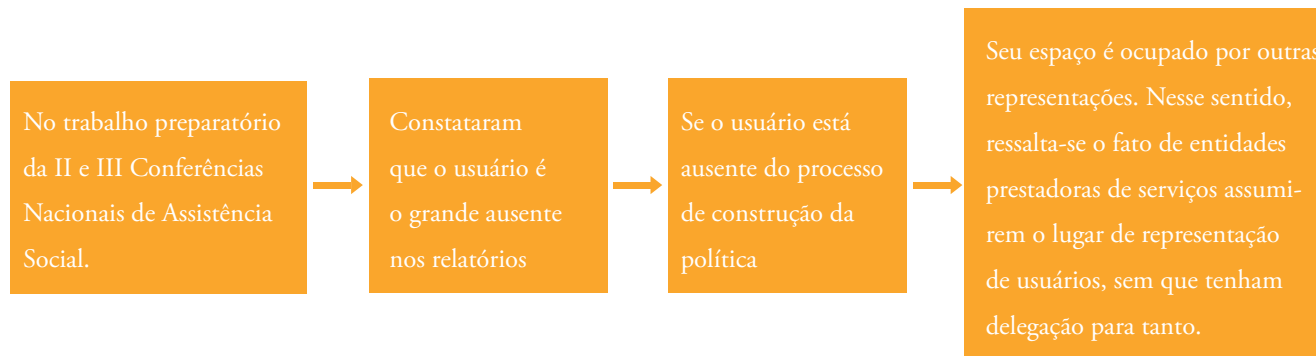 No trabalho preparatório
da II e III Conferências
Nacionais de Assistência
Social.
Constataram
que o usuário é
o grande ausente
nos relatórios
Se o usuário está
ausente do processo
de construção da
política
Seu espaço é ocupado por outras
representações. Nesse sentido,
ressalta-se o fato de entidades
prestadoras de serviços assumi-
rem o lugar de representação
de usuários, sem que tenham
delegação para tanto.